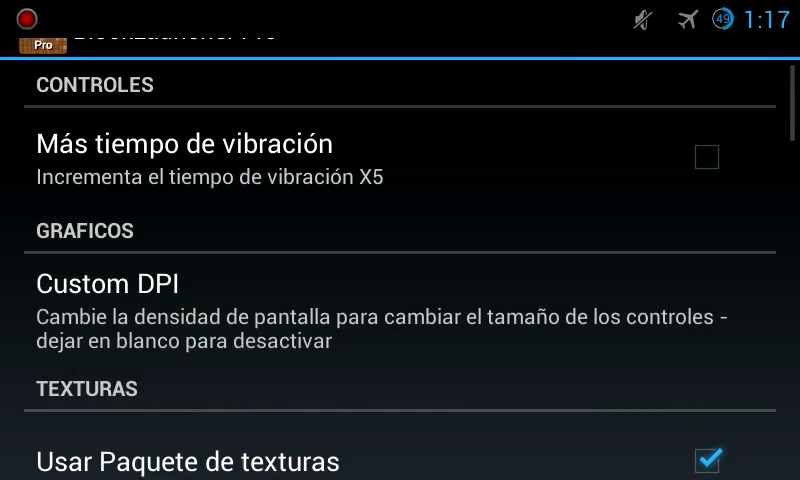 49 1:17
Pro BlockLauncher Pro
CONTROLES
Más tiempo de vibración
Incrementa el tiempo de vibración X5
GRAFICOS
Custom DPI
Cambie la densidad de pantalla para cambiar el tamaño de los controles -
dejar en blanco para desactivar
TEXTURAS
Usar Paquete de texturas